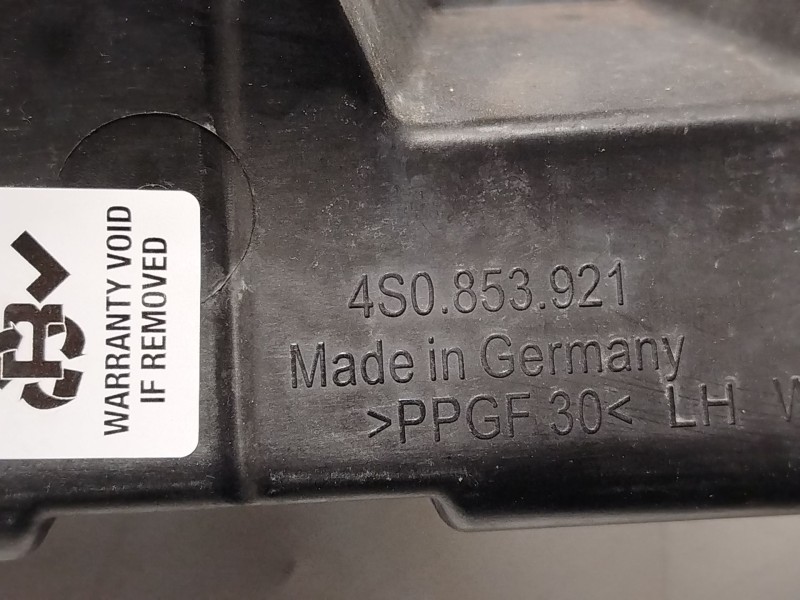 WARRANTY VOID
IF REMOVED
4S0.853.921
Made in Germany
>PPGF 30< LH